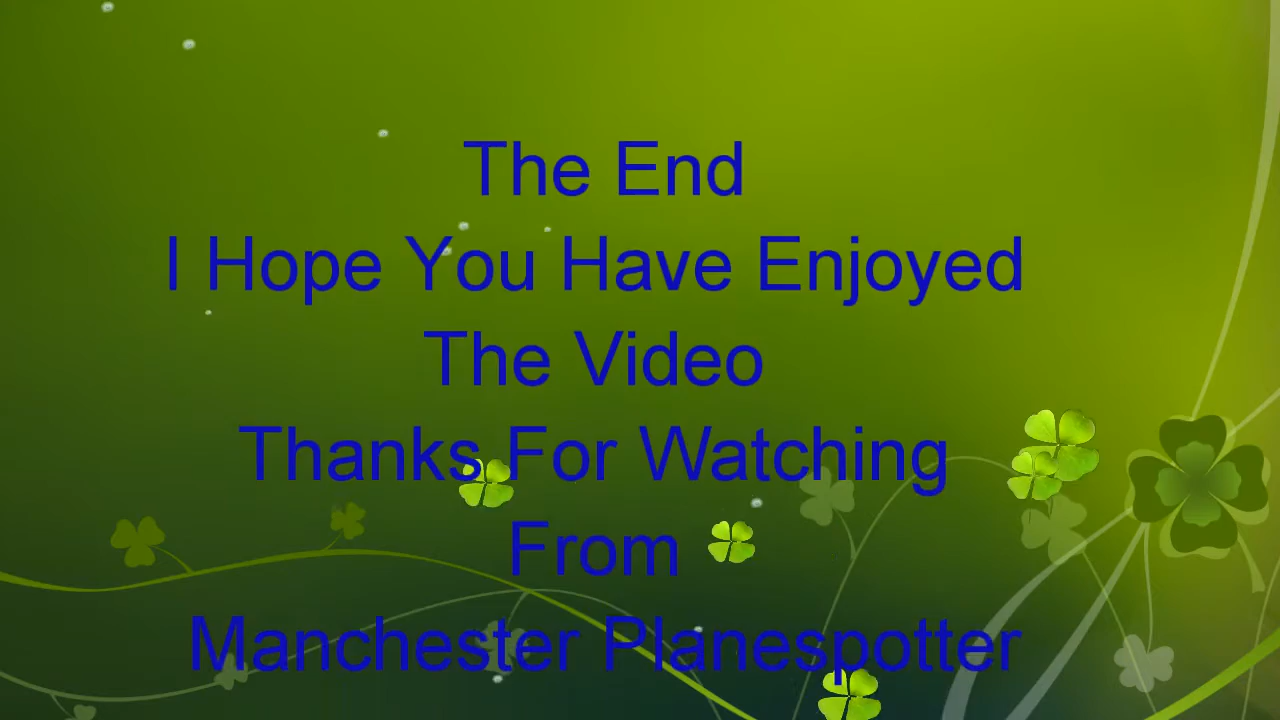 The End
I Hope You Have Enjoyed
The Video
Thanks For Watching
From
Manchester Planespotter